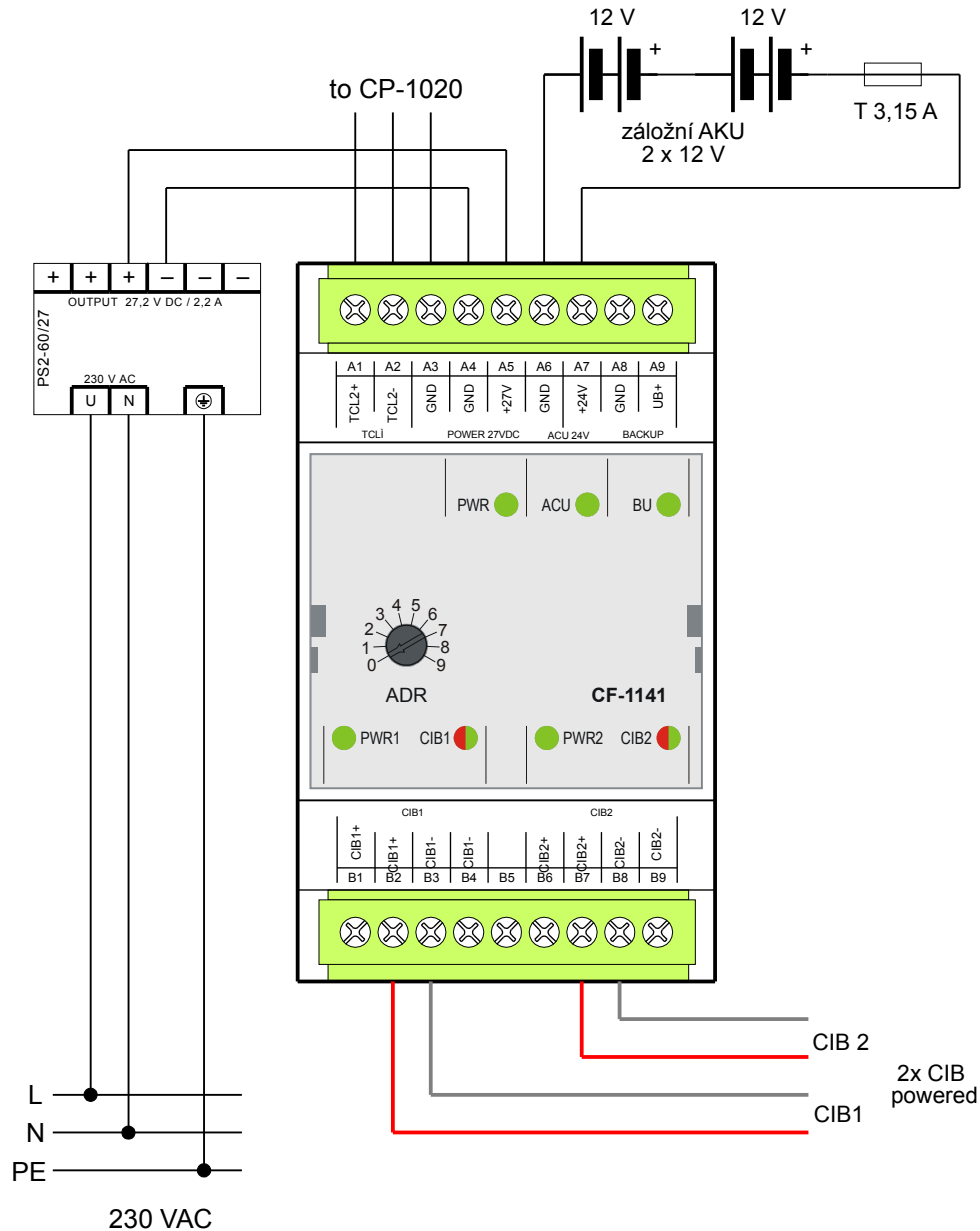 12 V 12 V
+ +
to CP-1020
T 3,15 A
záložní AKU
2 x 12 V
+ + + – – –
OUTPUT 27,2 V DC / 2,2 A
PS2-60/27
230 V AC
U N
A1 A2 A3 A4 A5 A6 A7 A8 A9
TCL2+ TCL2- GND GND +27V GND +24V GND UB+
TCLÌ POWER 27VDC ACU 24V BACKUP
PWR ACU BU
0 1 2 3 4 5 6 7 8 9
ADR CF-1141
PWR1 CIB1 PWR2 CIB2
CIB1 CIB2
CIB1+ CIB1+ CIB1- CIB1- CIB2+ CIB2+ CIB2- CIB2-
B1 B2 B3 B4 B5 B6 B7 B8 B9
CIB 2
2x CIB
powered
CIB1
L
N
PE
230 VAC